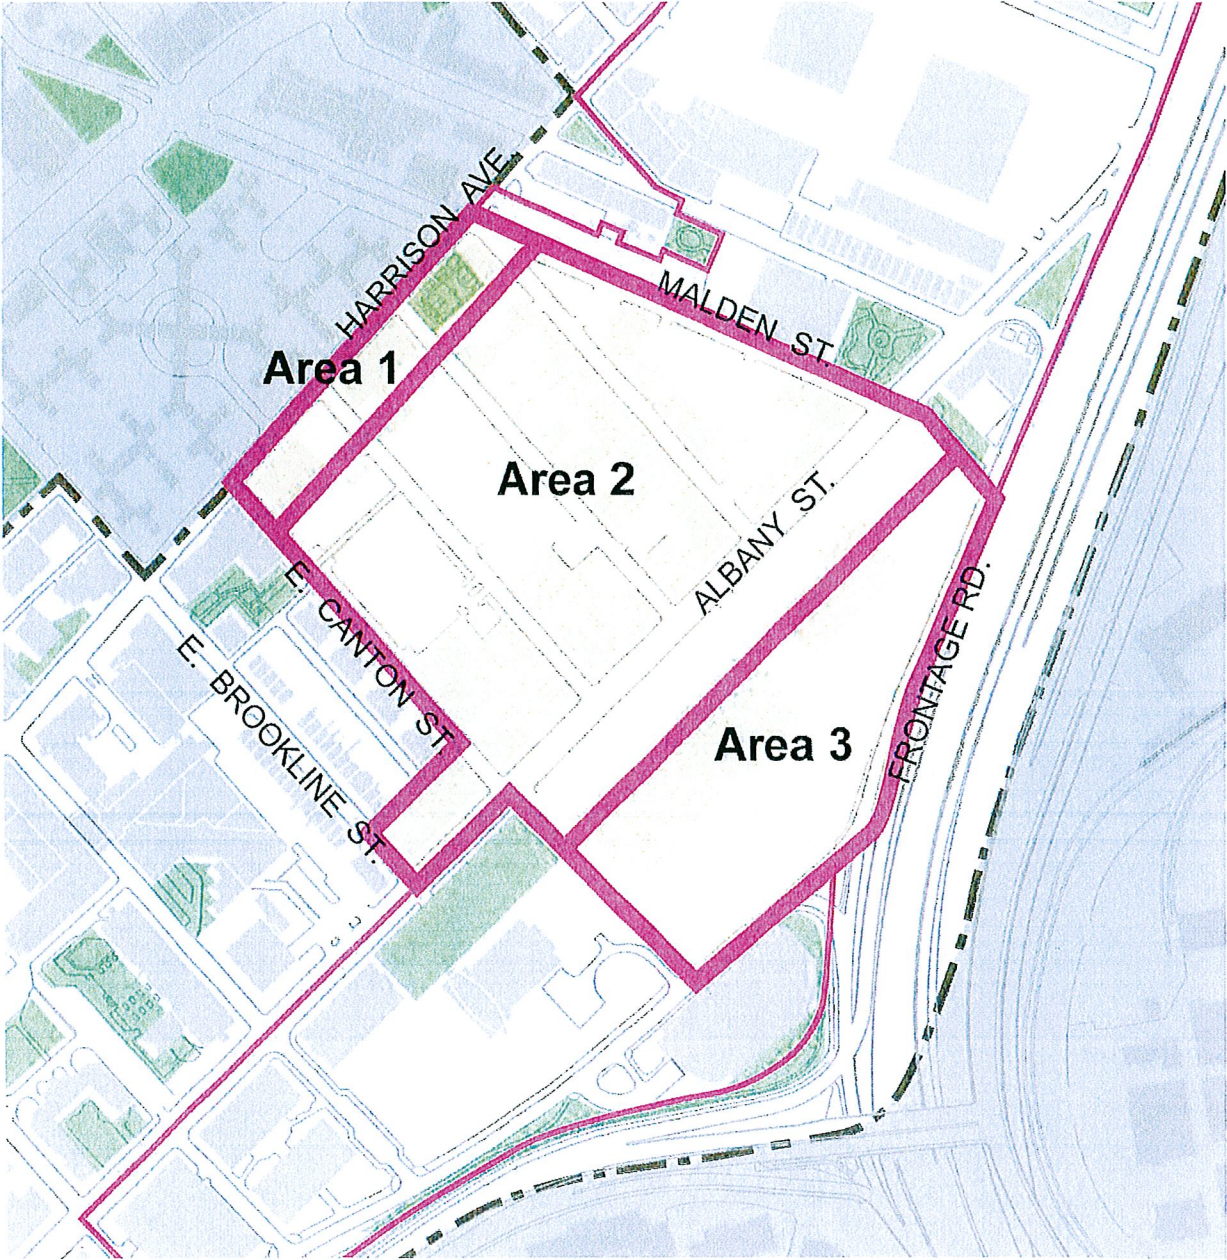 HARRISON AVE.
MALDEN ST.
Area 1
Area 2
ALBANY ST.
E. CANTON ST.
E. BROOKLINE ST.
Area 3
FRONTAGE RD.